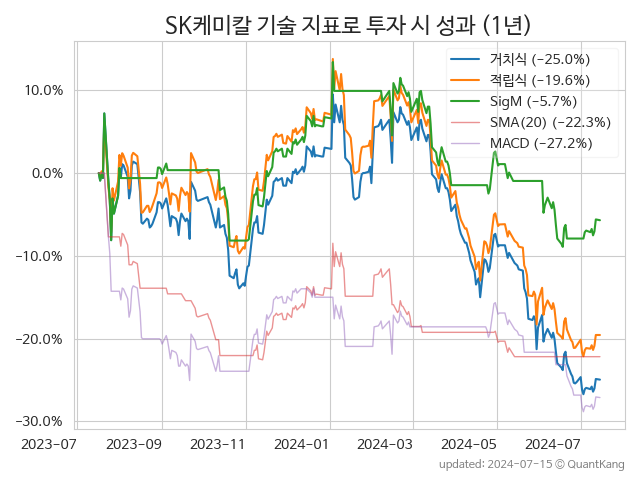 SK케미칼 기술 지표로 투자 시 성과 (1년)
거치식 (−25.0%)
적립식 (−19.6%)
SigM (−5.7%)
SMA(20) (−22.3%)
MACD (−27.2%)
10.0%
0.0%
−10.0%
−20.0%
−30.0%
2023−07
2023−09
2023−11
2024−01
2024−03
2024−05
2024−07
updated: 2024−07−15 © QuantKang